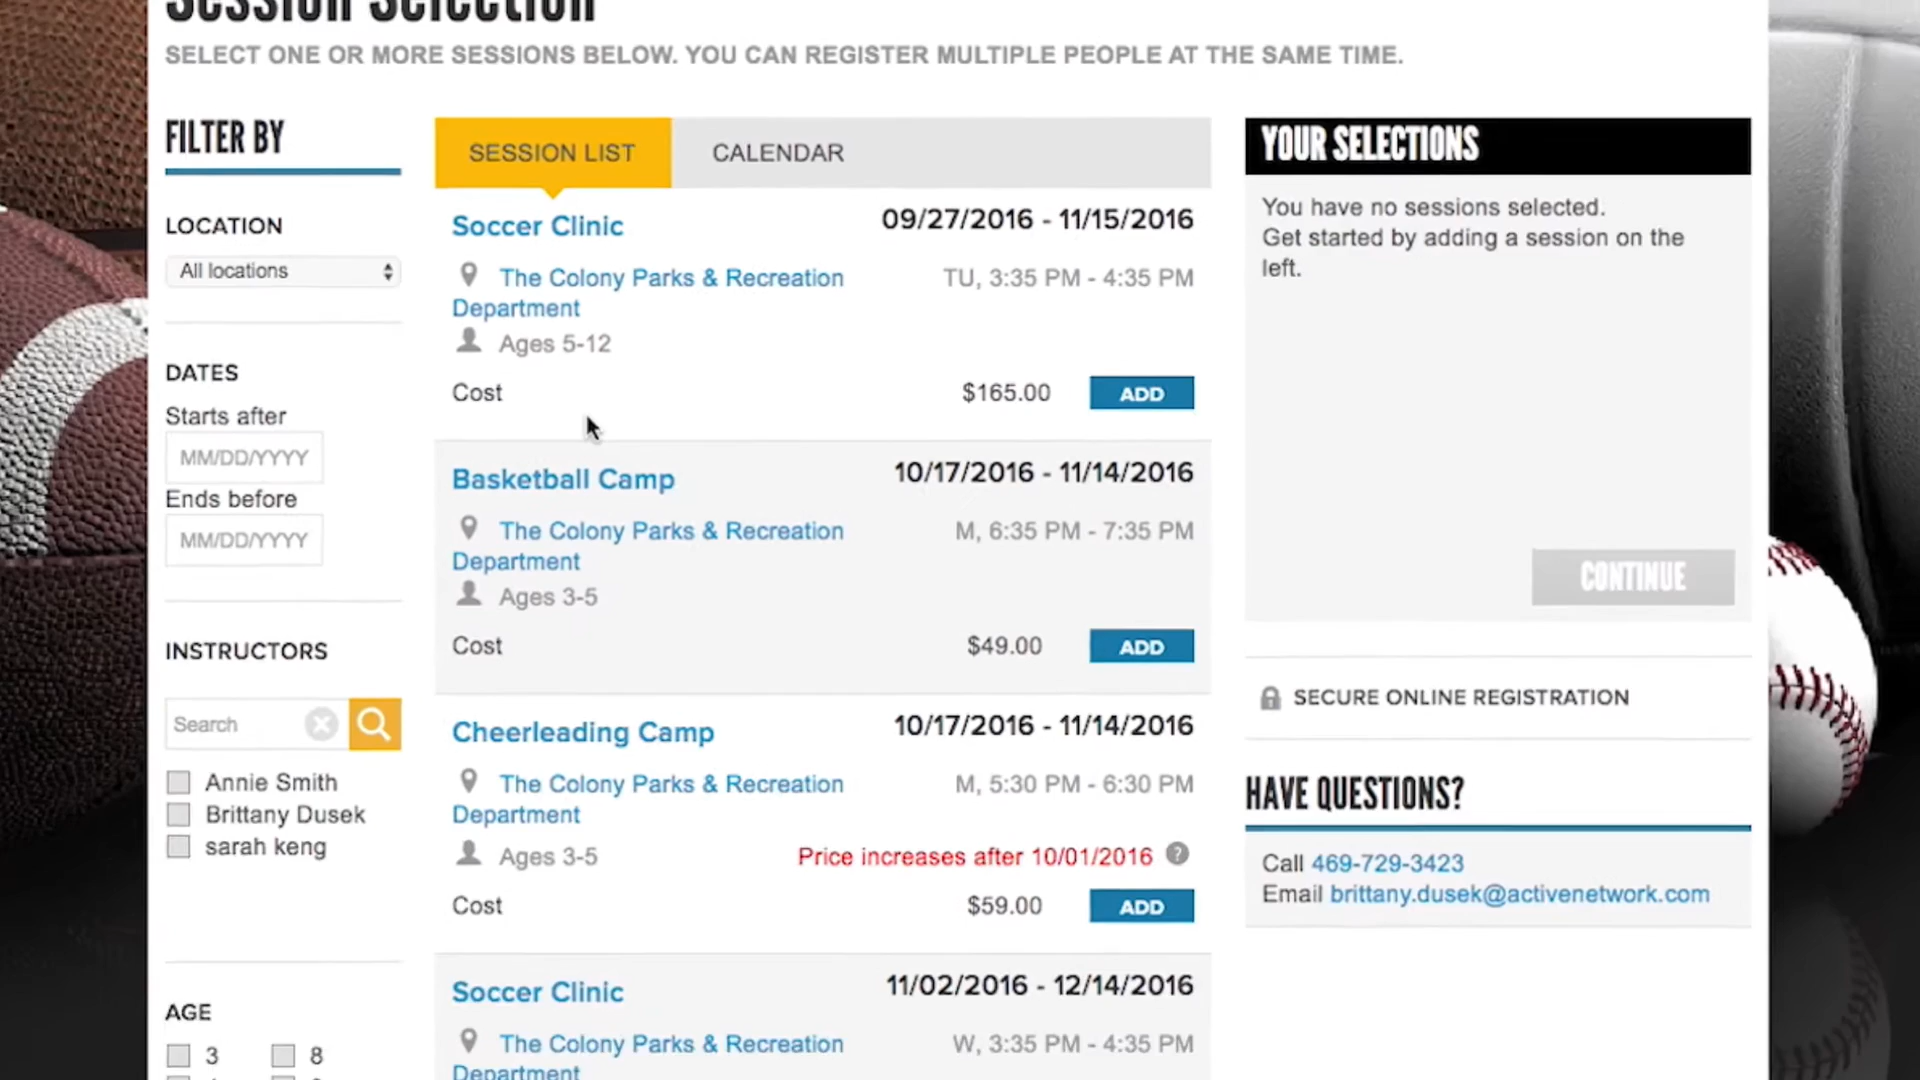 Session Selection
SELECT ONE OR MORE SESSIONS BELOW. YOU CAN REGISTER MULTIPLE PEOPLE AT THE SAME TIME.
FILTER BY
LOCATION
All locations
DATES
Starts after
MM/DD/YYYY
Ends before
MM/DD/YYYY
INSTRUCTORS
Search
Annie Smith
Brittany Dusek
sarah keng
AGE
3 8
SESSION LIST CALENDAR
Soccer Clinic 09/27/2016 - 11/15/2016
The Colony Parks & Recreation TU, 3:35 PM - 4:35 PM
Department
Ages 5-12
Cost $165.00 ADD
Basketball Camp 10/17/2016 - 11/14/2016
The Colony Parks & Recreation M, 6:35 PM - 7:35 PM
Department
Ages 3-5
Cost $49.00 ADD
Cheerleading Camp 10/17/2016 - 11/14/2016
The Colony Parks & Recreation M, 5:30 PM - 6:30 PM
Department
Ages 3-5 Price increases after 10/01/2016 ?
Cost $59.00 ADD
Soccer Clinic 11/02/2016 - 12/14/2016
The Colony Parks & Recreation W, 3:35 PM - 4:35 PM
Department
YOUR SELECTIONS
You have no sessions selected.
Get started by adding a session on the
left.
CONTINUE
SECURE ONLINE REGISTRATION
HAVE QUESTIONS?
Call 469-729-3423
Email brittany.dusek@activenetwork.com